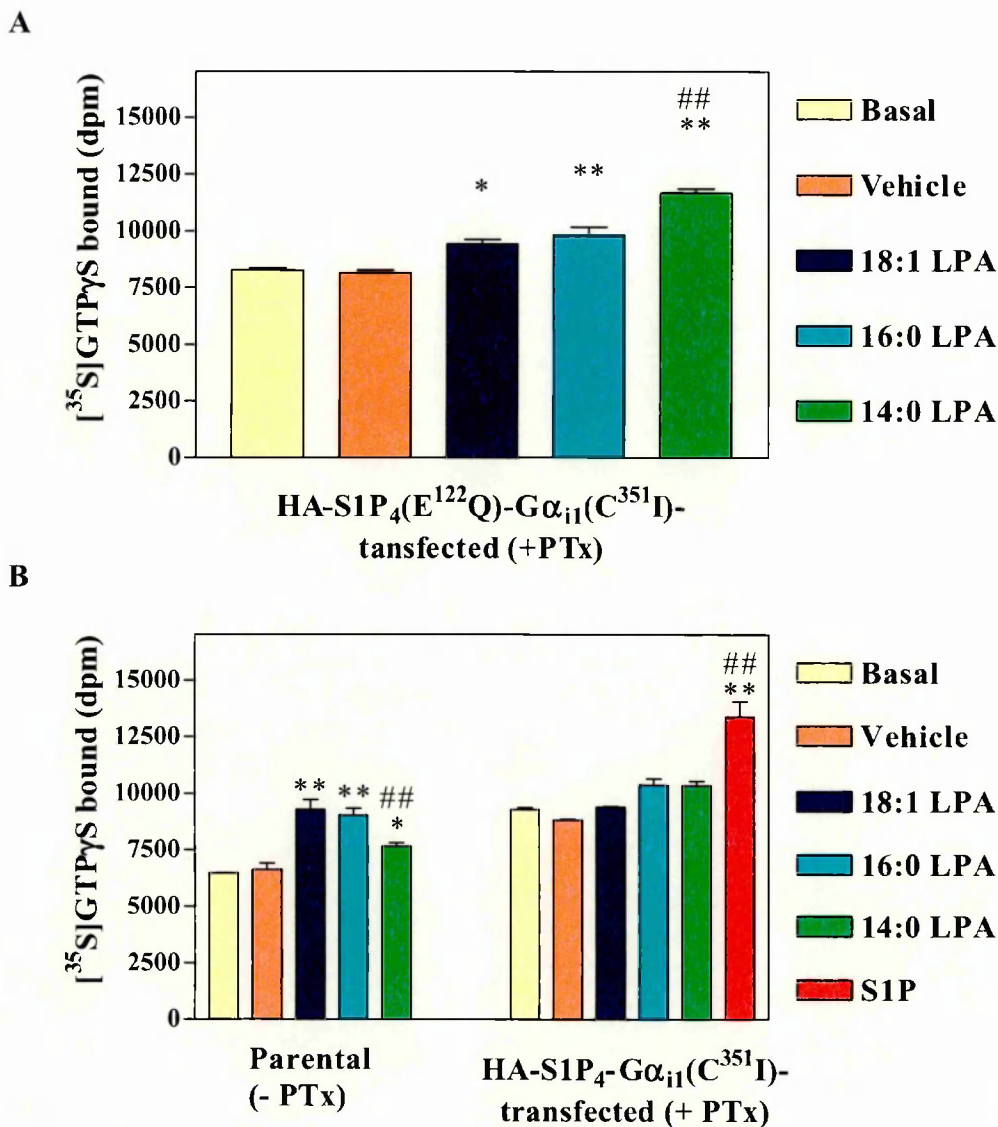 A
[³⁵S]GTPγS bound (dpm)
15000
12500
10000
7500
5000
2500
0
*
**
##
**
Basal
Vehicle
18:1 LPA
16:0 LPA
14:0 LPA
HA-S1P₄(E¹²²Q)-Gα_i1(C³⁵¹I)-
tansfected (+PTx)
B
[³⁵S]GTPγS bound (dpm)
15000
12500
10000
7500
5000
2500
0
**
**
##
*
##
**
Basal
Vehicle
18:1 LPA
16:0 LPA
14:0 LPA
S1P
Parental
(- PTx)
HA-S1P₄-Gα_i1(C³⁵¹I)-
transfected (+ PTx)